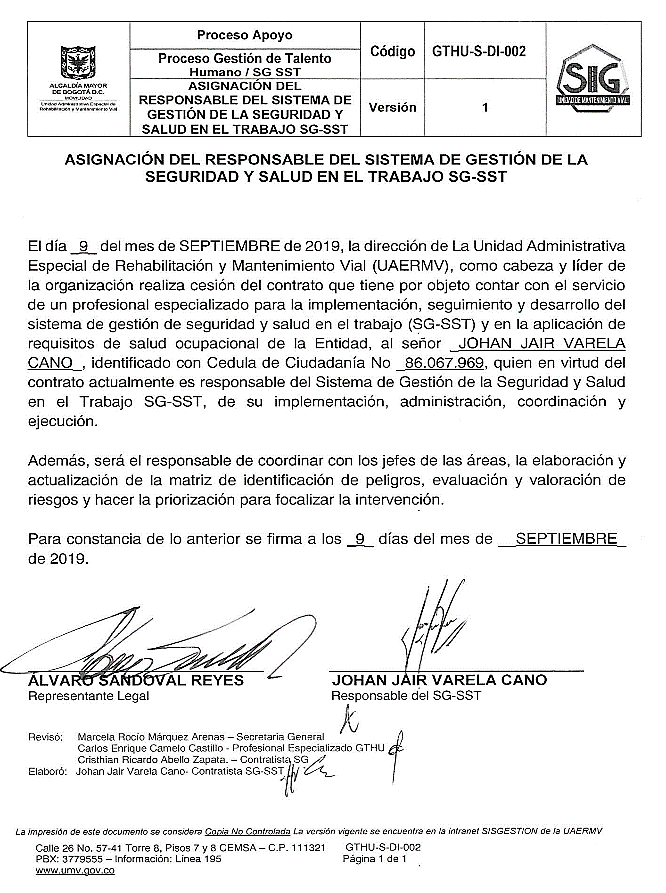 ALCALDÍA MAYOR
DE BOGOTÁ D.C.
MOVILIDAD
Unidad Administrativa Especial de
Rehabilitación y Mantenimiento Vial
Proceso Apoyo
Proceso Gestión de Talento
Humano / SG SST
ASIGNACIÓN DEL
RESPONSABLE DEL SISTEMA DE
GESTIÓN DE LA SEGURIDAD Y
SALUD EN EL TRABAJO SG-SST
Código
GTHU-S-DI-002
Versión
1
SIG
UNIDAD DE MANTENIMIENTO VIAL
ASIGNACIÓN DEL RESPONSABLE DEL SISTEMA DE GESTIÓN DE LA
SEGURIDAD Y SALUD EN EL TRABAJO SG-SST
El día _9_ del mes de SEPTIEMBRE de 2019, la dirección de La Unidad Administrativa
Especial de Rehabilitación y Mantenimiento Vial (UAERMV), como cabeza y líder de
la organización realiza cesión del contrato que tiene por objeto contar con el servicio
de un profesional especializado para la implementación, seguimiento y desarrollo del
sistema de gestión de seguridad y salud en el trabajo (SG-SST) y en la aplicación de
requisitos de salud ocupacional de la Entidad, al señor _JOHAN JAIR VARELA
CANO_, identificado con Cedula de Ciudadanía No _86.067.969, quien en virtud del
contrato actualmente es responsable del Sistema de Gestión de la Seguridad y Salud
en el Trabajo SG-SST, de su implementación, administración, coordinación y
ejecución.
Además, será el responsable de coordinar con los jefes de las áreas, la elaboración y
actualización de la matriz de identificación de peligros, evaluación y valoración de
riesgos y hacer la priorización para focalizar la intervención.
Para constancia de lo anterior se firma a los _9_ días del mes de __SEPTIEMBRE_
de 2019.
ÁLVARO SANDOVAL REYES
Representante Legal
JOHAN JAIR VARELA CANO
Responsable del SG-SST
Revisó: Marcela Rocío Márquez Arenas – Secretaria General
Carlos Enrique Camelo Castillo - Profesional Especializado GTHU
Cristhian Ricardo Abello Zapata. – Contratista SG
Elaboró: Johan Jair Varela Cano- Contratista SG-SST
La impresión de este documento se considera Copia No Controlada La versión vigente se encuentra en la intranet SISGESTION de la UAERMV
Calle 26 No. 57-41 Torre 8, Pisos 7 y 8 CEMSA – C.P. 111321
PBX: 3779555 – Información: Línea 195
www.umv.gov.co
GTHU-S-DI-002
Página 1 de 1